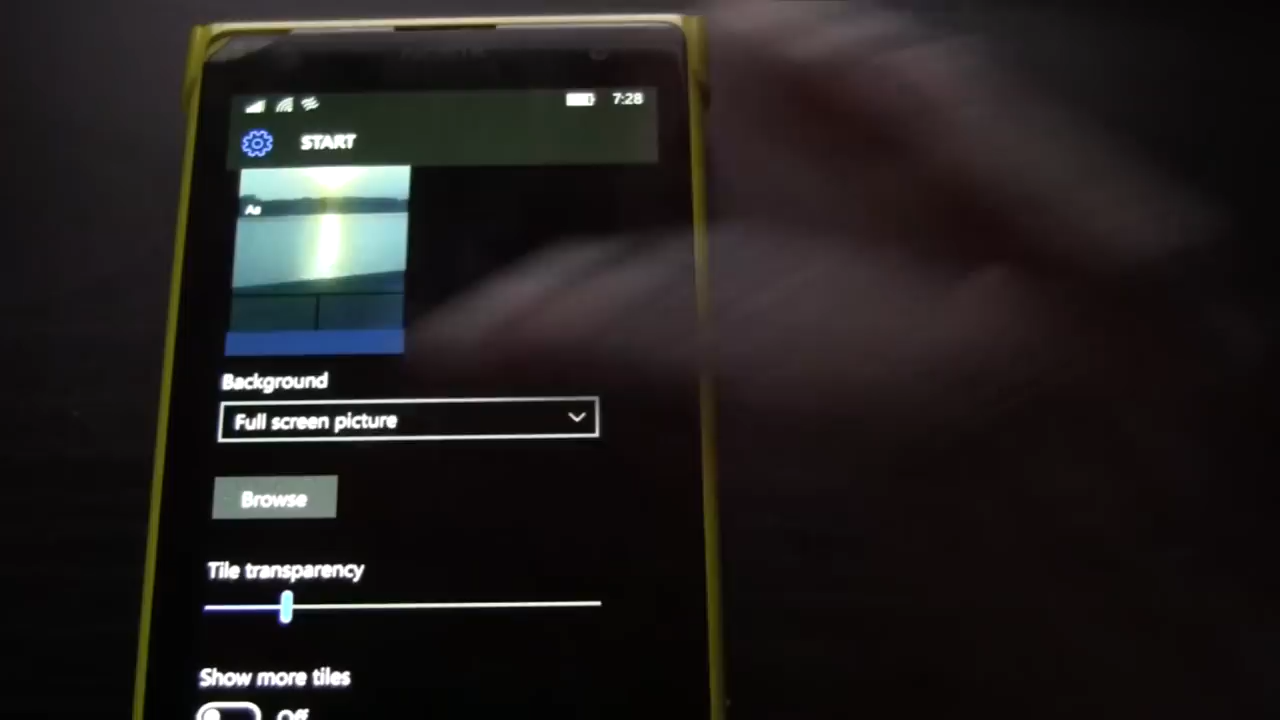 7:28
START
Aa
Background
Full screen picture
Browse
Tile transparency
Show more tiles
Off